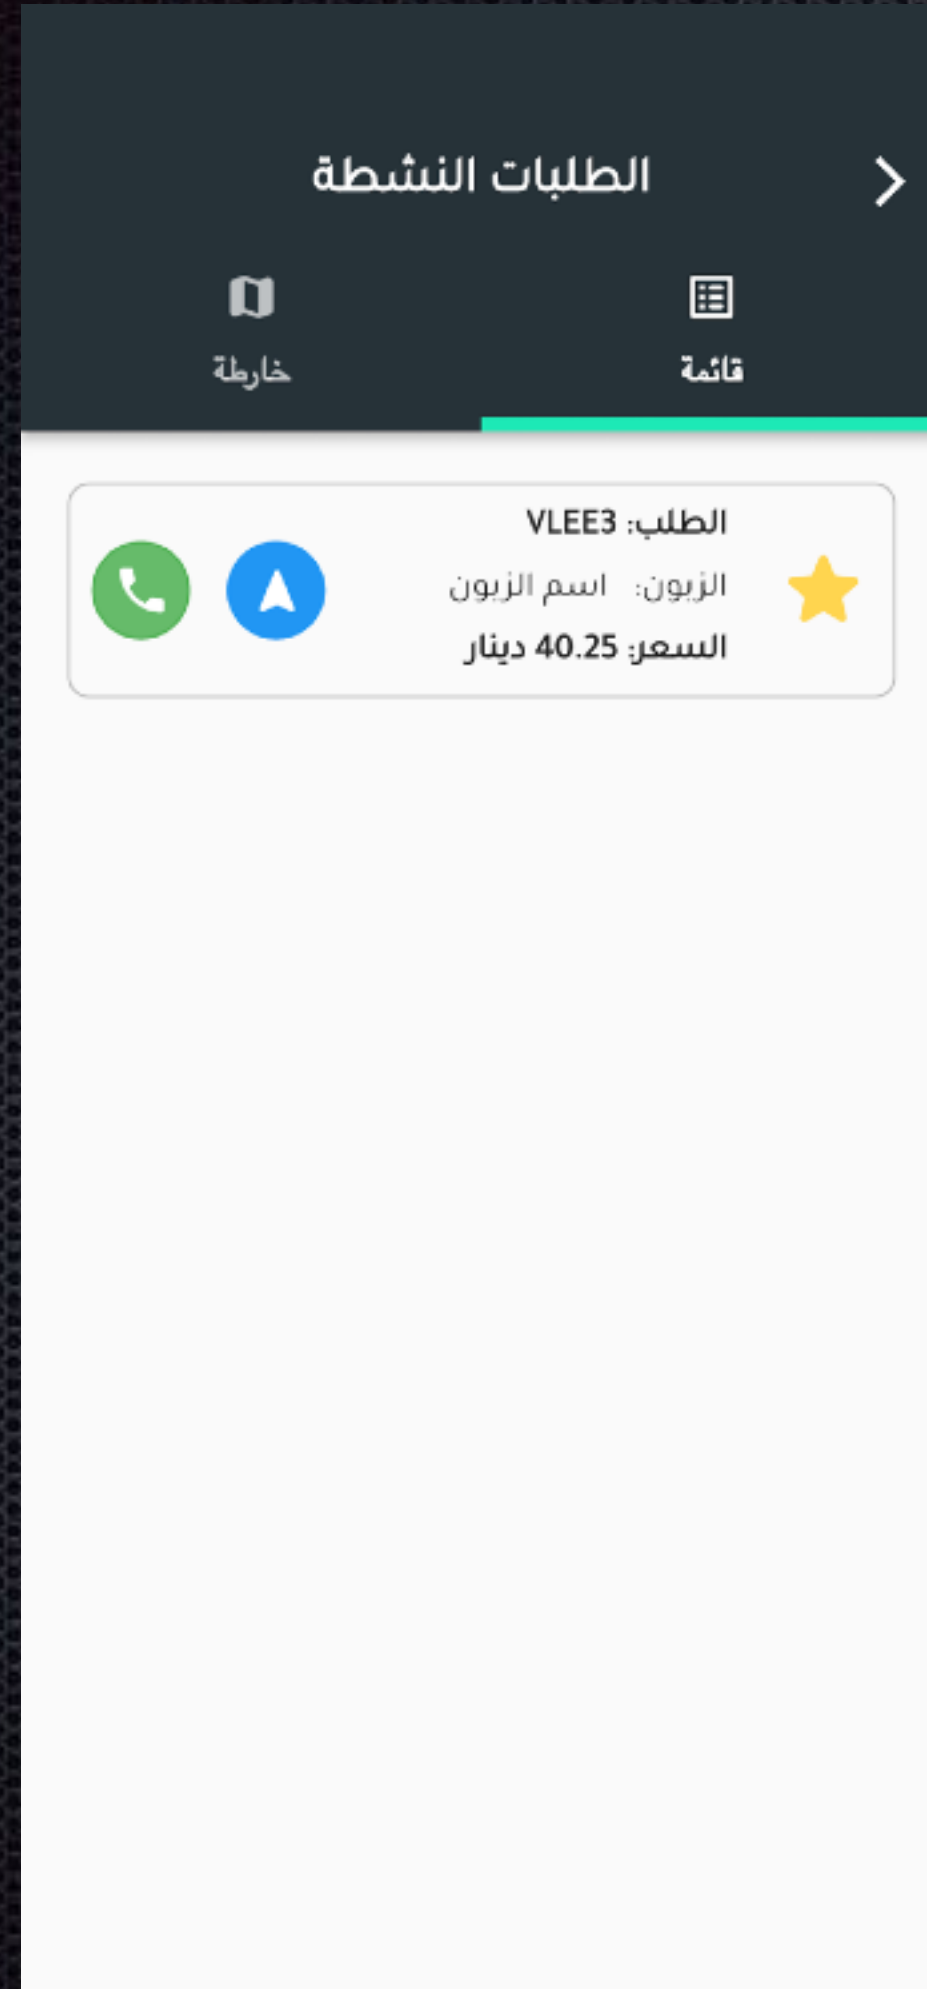 الطلبات النشطة
قائمة
خارطة
الطلب: VLEE3
الزبون: اسم الزبون
السعر: 40.25 دينار